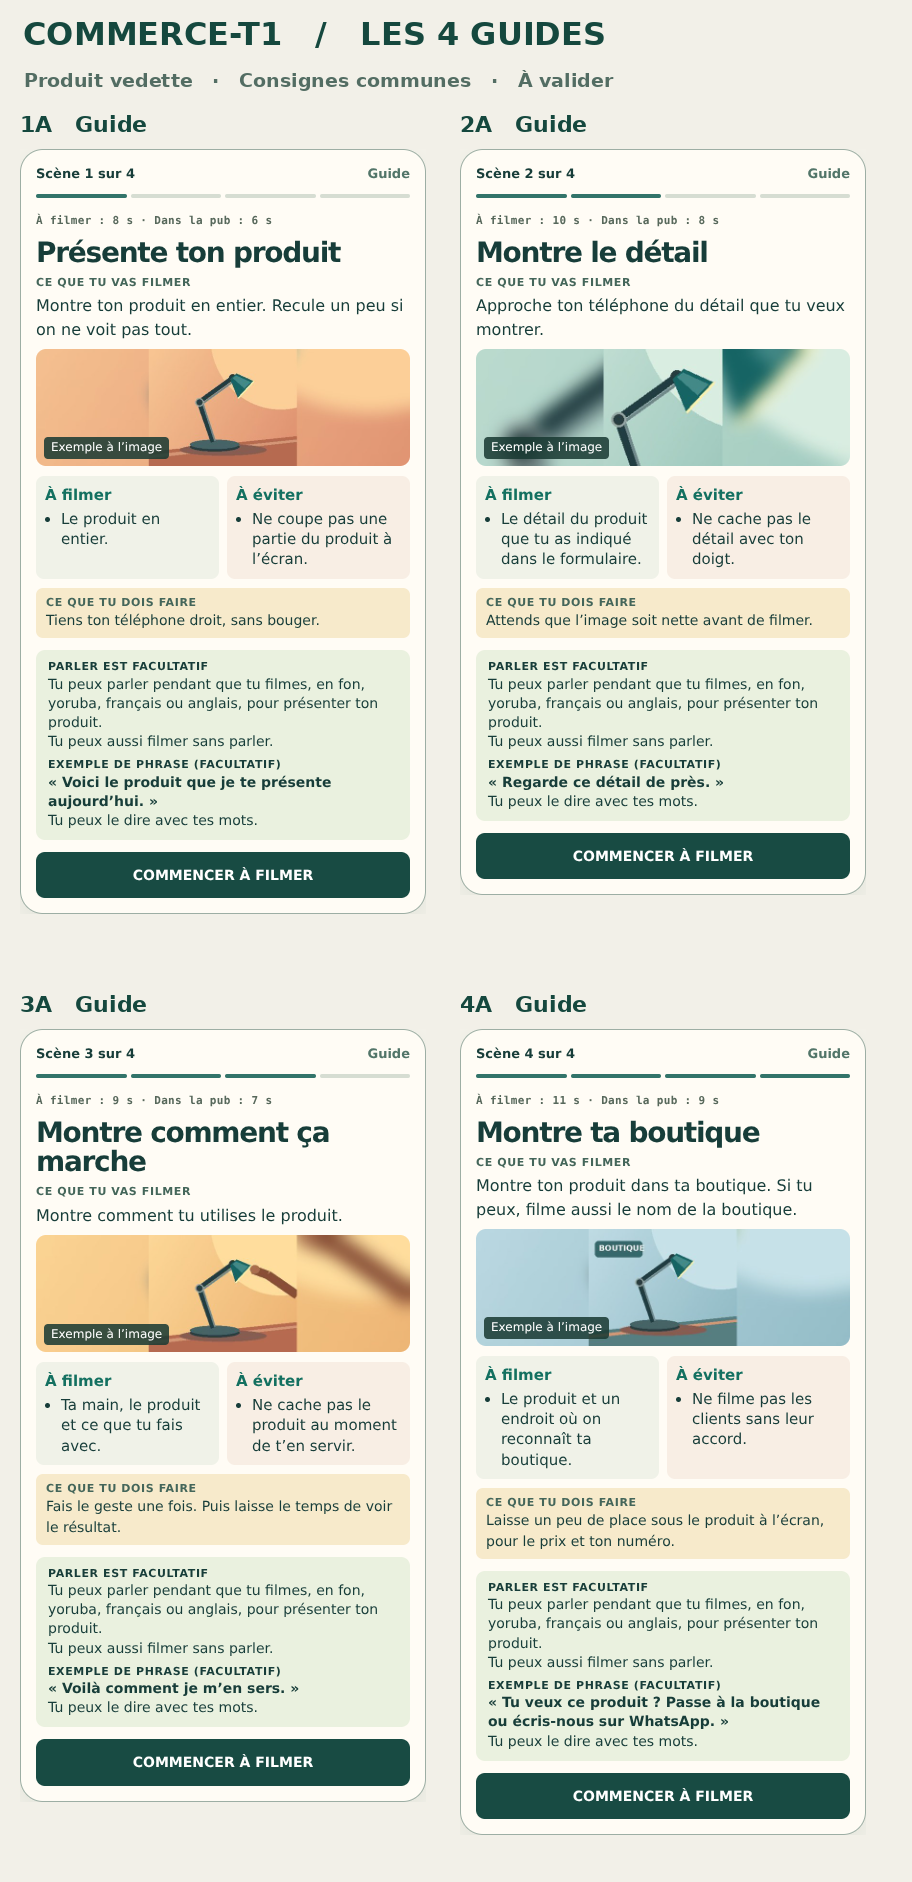 COMMERCE-T1 / LES 4 GUIDES
Produit vedette · Consignes communes · À valider
1A Guide
Scène 1 sur 4
Guide
À filmer : 8 s · Dans la pub : 6 s
Présente ton produit
CE QUE TU VAS FILMER
Montre ton produit en entier. Recule un peu si
on ne voit pas tout.
Exemple à l’image
À filmer
• Le produit en
entier.
À éviter
• Ne coupe pas une
partie du produit à
l’écran.
CE QUE TU DOIS FAIRE
Tiens ton téléphone droit, sans bouger.
PARLER EST FACULTATIF
Tu peux parler pendant que tu filmes, en fon,
yoruba, français ou anglais, pour présenter ton
produit.
Tu peux aussi filmer sans parler.
EXEMPLE DE PHRASE (FACULTATIF)
« Voici le produit que je te présente
aujourd’hui. »
Tu peux le dire avec tes mots.
COMMENCER À FILMER
2A Guide
Scène 2 sur 4
Guide
À filmer : 10 s · Dans la pub : 8 s
Montre le détail
CE QUE TU VAS FILMER
Approche ton téléphone du détail que tu veux
montrer.
Exemple à l’image
À filmer
• Le détail du produit
que tu as indiqué
dans le formulaire.
À éviter
• Ne cache pas le
détail avec ton
doigt.
CE QUE TU DOIS FAIRE
Attends que l’image soit nette avant de filmer.
PARLER EST FACULTATIF
Tu peux parler pendant que tu filmes, en fon,
yoruba, français ou anglais, pour présenter ton
produit.
Tu peux aussi filmer sans parler.
EXEMPLE DE PHRASE (FACULTATIF)
« Regarde ce détail de près. »
Tu peux le dire avec tes mots.
COMMENCER À FILMER
3A Guide
Scène 3 sur 4
Guide
À filmer : 9 s · Dans la pub : 7 s
Montre comment ça
marche
CE QUE TU VAS FILMER
Montre comment tu utilises le produit.
Exemple à l’image
À filmer
• Ta main, le produit
et ce que tu fais
avec.
À éviter
• Ne cache pas le
produit au moment
de t’en servir.
CE QUE TU DOIS FAIRE
Fais le geste une fois. Puis laisse le temps de voir
le résultat.
PARLER EST FACULTATIF
Tu peux parler pendant que tu filmes, en fon,
yoruba, français ou anglais, pour présenter ton
produit.
Tu peux aussi filmer sans parler.
EXEMPLE DE PHRASE (FACULTATIF)
« Voilà comment je m’en sers. »
Tu peux le dire avec tes mots.
COMMENCER À FILMER
4A Guide
Scène 4 sur 4
Guide
À filmer : 11 s · Dans la pub : 9 s
Montre ta boutique
CE QUE TU VAS FILMER
Montre ton produit dans ta boutique. Si tu
peux, filme aussi le nom de la boutique.
BOUTIQUE
Exemple à l’image
À filmer
• Le produit et un
endroit où on
reconnaît ta
boutique.
À éviter
• Ne filme pas les
clients sans leur
accord.
CE QUE TU DOIS FAIRE
Laisse un peu de place sous le produit à l’écran,
pour le prix et ton numéro.
PARLER EST FACULTATIF
Tu peux parler pendant que tu filmes, en fon,
yoruba, français ou anglais, pour présenter ton
produit.
Tu peux aussi filmer sans parler.
EXEMPLE DE PHRASE (FACULTATIF)
« Tu veux ce produit ? Passe à la boutique
ou écris-nous sur WhatsApp. »
Tu peux le dire avec tes mots.
COMMENCER À FILMER